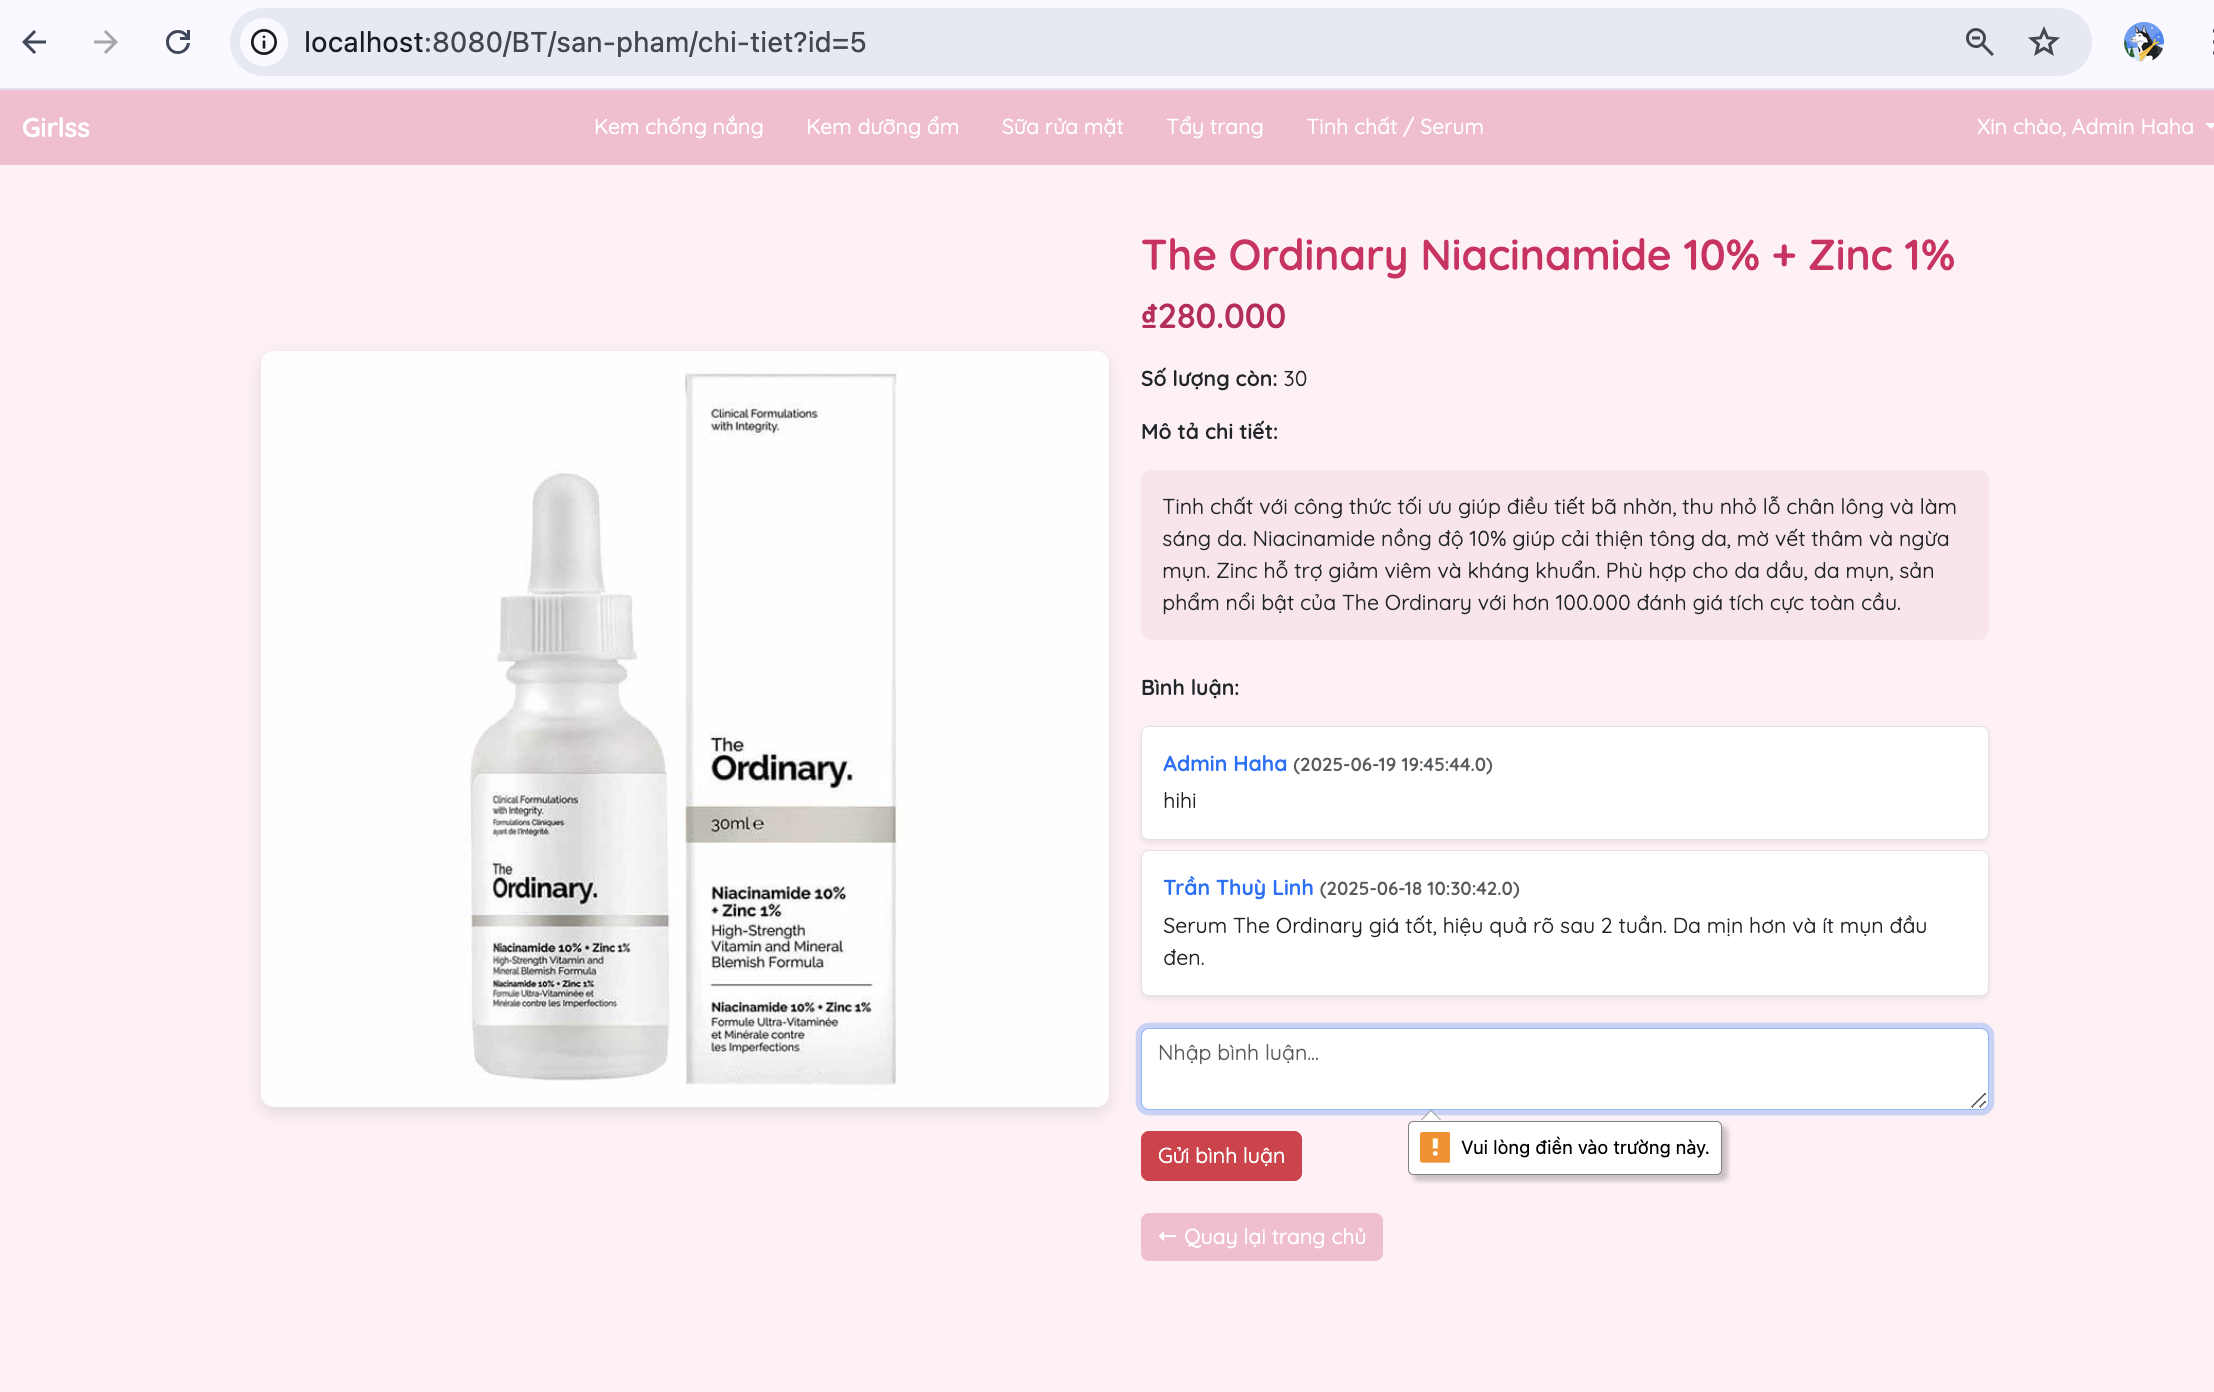 localhost:8080/BT/san-pham/chi-tiet?id=5
Girlss
Kem chống nắng
Kem dưỡng ẩm
Sữa rửa mặt
Tẩy trang
Tinh chất / Serum
Xin chào, Admin Haha
The Ordinary Niacinamide 10% + Zinc 1%
₫280.000
Số lượng còn: 30
Mô tả chi tiết:
Tinh chất với công thức tối ưu giúp điều tiết bã nhờn, thu nhỏ lỗ chân lông và làm
sáng da. Niacinamide nồng độ 10% giúp cải thiện tông da, mờ vết thâm và ngừa
mụn. Zinc hỗ trợ giảm viêm và kháng khuẩn. Phù hợp cho da dầu, da mụn, sản
phẩm nổi bật của The Ordinary với hơn 100.000 đánh giá tích cực toàn cầu.
Bình luận:
Admin Haha (2025-06-19 19:45:44.0)
hihi
Trần Thuỳ Linh (2025-06-18 10:30:42.0)
Serum The Ordinary giá tốt, hiệu quả rõ sau 2 tuần. Da mịn hơn và ít mụn đầu
đen.
Nhập bình luận...
Vui lòng điền vào trường này.
Gửi bình luận
← Quay lại trang chủ
Clinical Formulations
with Integrity.
The
Ordinary.
30ml e
Niacinamide 10%
+ Zinc 1%
High-Strength
Vitamin and Mineral
Blemish Formula
Niacinamide 10% + Zinc 1%
Formule Ultra-Vitaminée
et Minérale contre
les Imperfections
Clinical Formulations
with Integrity.
Formulations Cliniques
ayant de l'Intégrité.
The
Ordinary.
Niacinamide 10% + Zinc 1%
High-Strength Vitamin and
Mineral Blemish Formula
Niacinamide 10% + Zinc 1%
Formule Ultra-Vitaminée et
Minérale contre les Imperfections